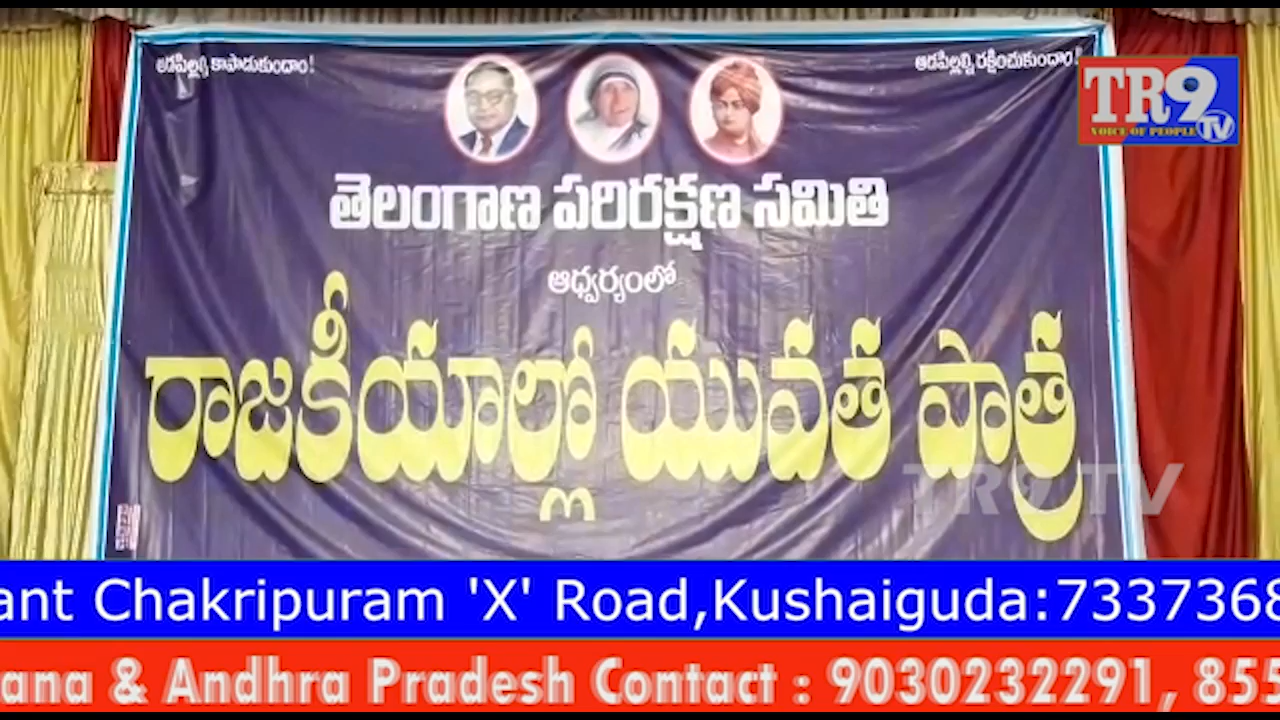 ఆడపిల్లల్ని కాపాడుకుందాం! ఆడపిల్లల్ని రక్షించుకుందాం!
TR9
VOICE OF PEOPLE TV
తెలంగాణ పరిరక్షణ సమితి
ఆధ్వర్యంలో
రాజకీయాల్లో యువత పాత్ర
TR9 TV
ant Chakripuram 'X' Road,Kushaiguda:7337368
ana & Andhra Pradesh Contact : 9030232291, 855